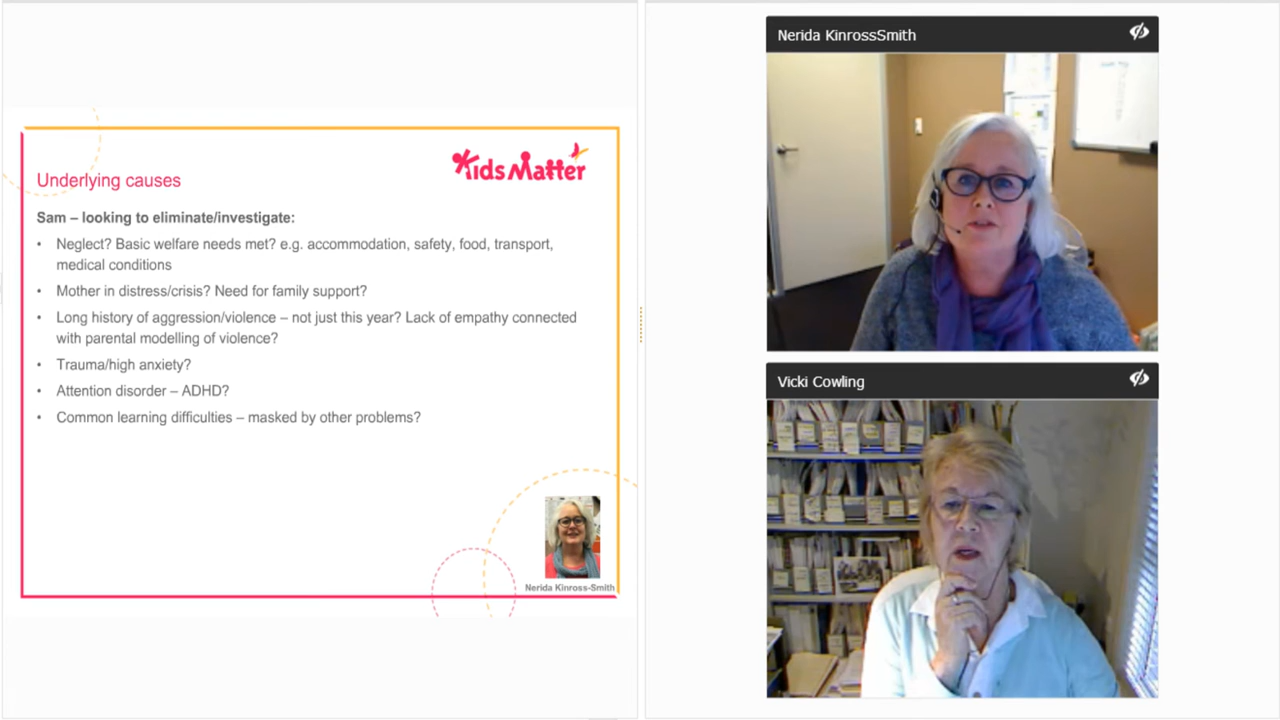 KidsMatter
Underlying causes
Sam – looking to eliminate/investigate:
• Neglect? Basic welfare needs met? e.g. accommodation, safety, food, transport,
medical conditions
• Mother in distress/crisis? Need for family support?
• Long history of aggression/violence – not just this year? Lack of empathy connected
with parental modelling of violence?
• Trauma/high anxiety?
• Attention disorder – ADHD?
• Common learning difficulties – masked by other problems?
Nerida Kinross-Smith
Nerida KinrossSmith
Vicki Cowling